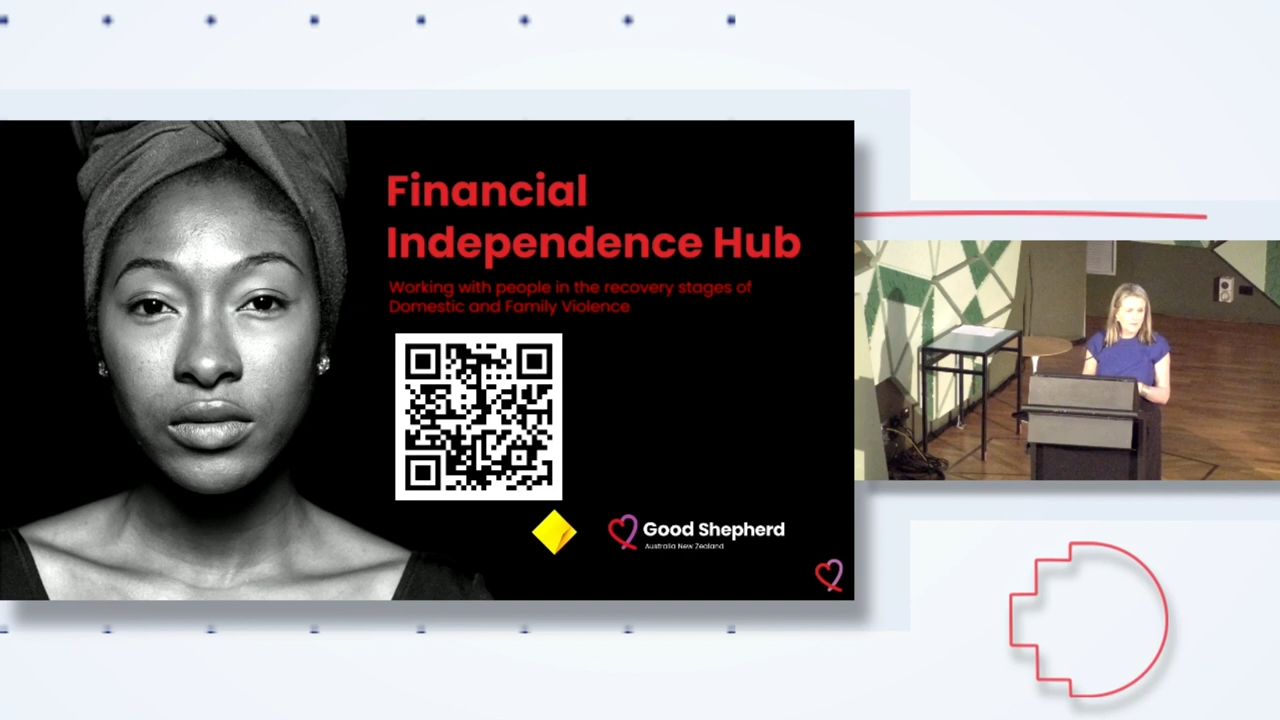 Financial
Independence Hub
Working with people in the recovery stages of
Domestic and Family Violence
Good Shepherd
Australia New Zealand